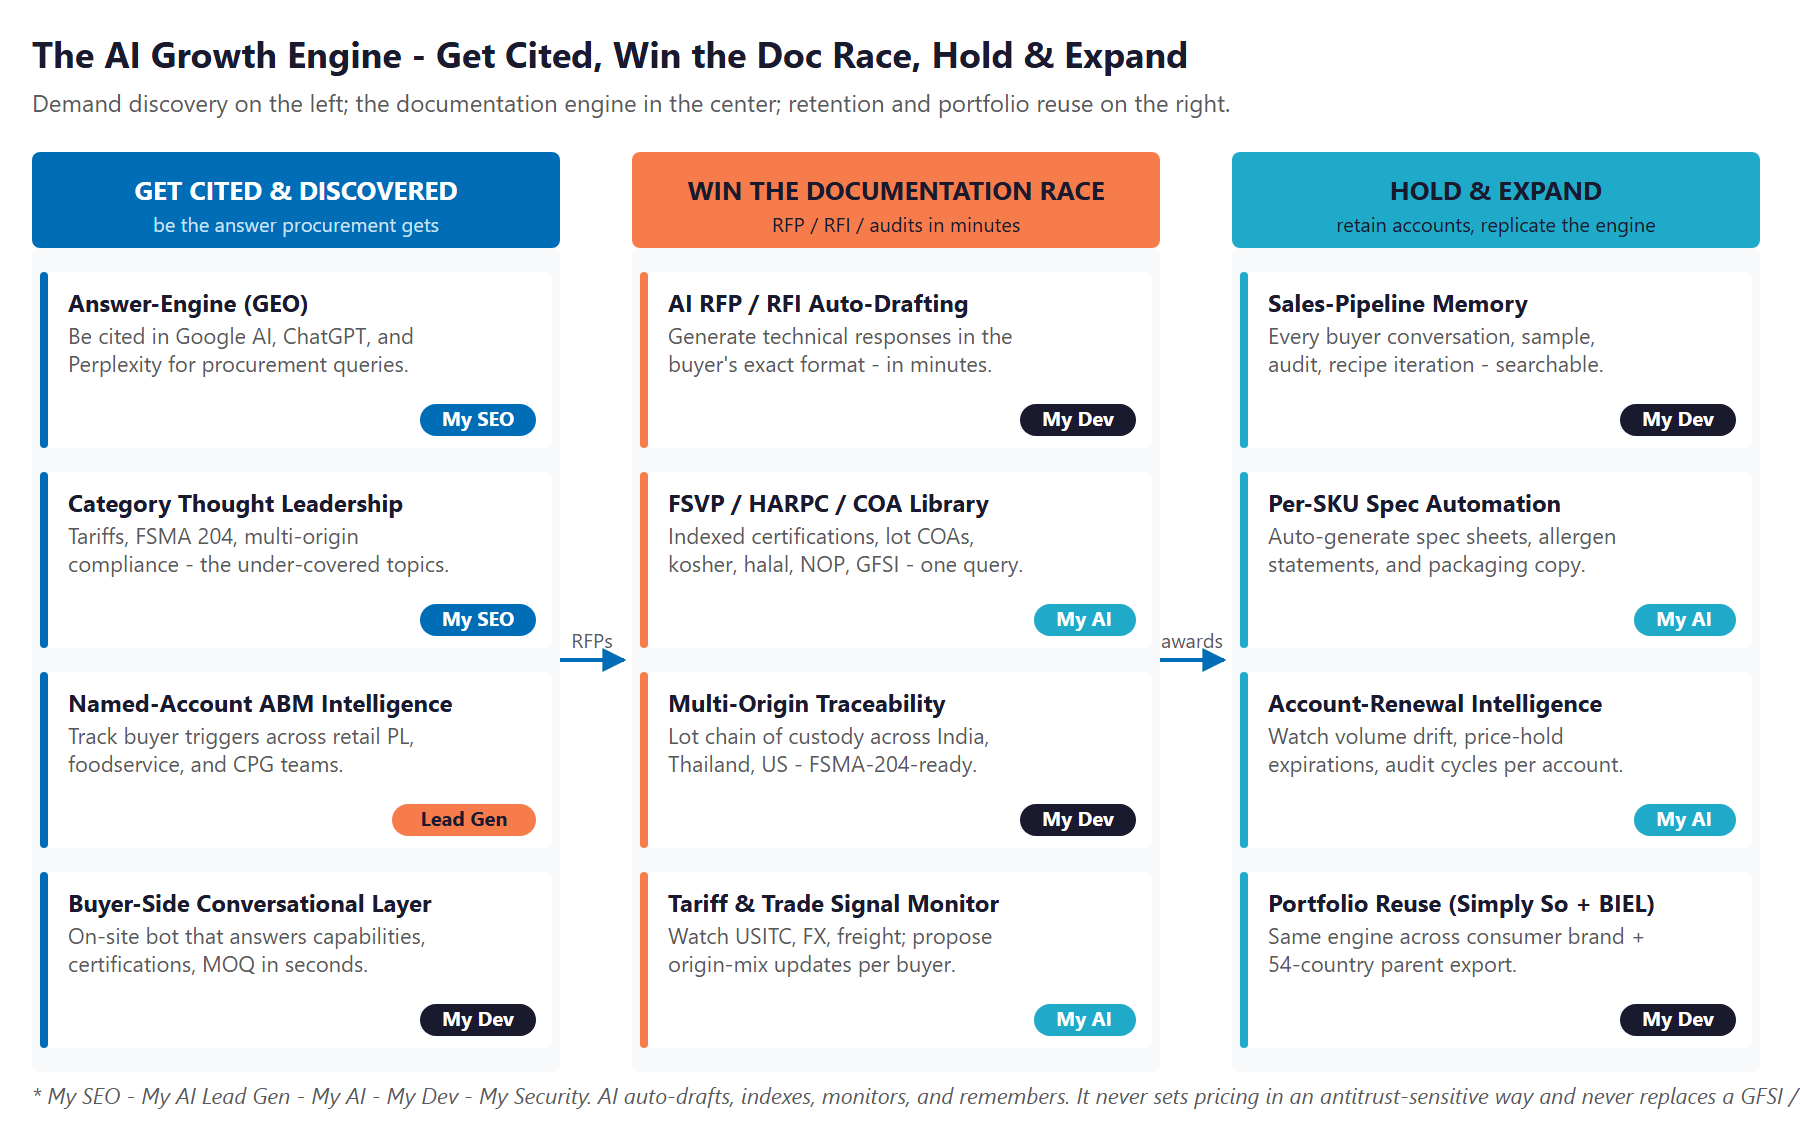 The AI Growth Engine - Get Cited, Win the Doc Race, Hold & Expand
Demand discovery on the left; the documentation engine in the center; retention and portfolio reuse on the right.
GET CITED & DISCOVERED
be the answer procurement gets
Answer-Engine (GEO)
Be cited in Google AI, ChatGPT, and
Perplexity for procurement queries.
My SEO
Category Thought Leadership
Tariffs, FSMA 204, multi-origin
compliance - the under-covered topics.
My SEO
Named-Account ABM Intelligence
Track buyer triggers across retail PL,
foodservice, and CPG teams.
Lead Gen
Buyer-Side Conversational Layer
On-site bot that answers capabilities,
certifications, MOQ in seconds.
My Dev
RFPs
WIN THE DOCUMENTATION RACE
RFP / RFI / audits in minutes
AI RFP / RFI Auto-Drafting
Generate technical responses in the
buyer's exact format - in minutes.
My Dev
FSVP / HARPC / COA Library
Indexed certifications, lot COAs,
kosher, halal, NOP, GFSI - one query.
My AI
Multi-Origin Traceability
Lot chain of custody across India,
Thailand, US - FSMA-204-ready.
My Dev
Tariff & Trade Signal Monitor
Watch USITC, FX, freight; propose
origin-mix updates per buyer.
My AI
awards
HOLD & EXPAND
retain accounts, replicate the engine
Sales-Pipeline Memory
Every buyer conversation, sample,
audit, recipe iteration - searchable.
My Dev
Per-SKU Spec Automation
Auto-generate spec sheets, allergen
statements, and packaging copy.
My AI
Account-Renewal Intelligence
Watch volume drift, price-hold
expirations, audit cycles per account.
My AI
Portfolio Reuse (Simply So + BIEL)
Same engine across consumer brand +
54-country parent export.
My Dev
* My SEO - My AI Lead Gen - My AI - My Dev - My Security. AI auto-drafts, indexes, monitors, and remembers. It never sets pricing in an antitrust-sensitive way and never replaces a GFSI /